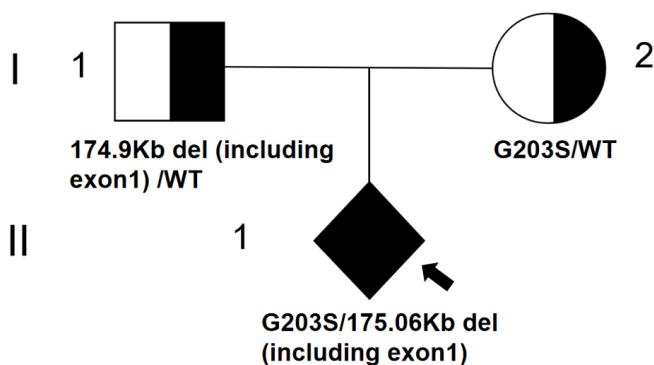 I
1
2
174.9Kb del (including
exon1) /WT
G203S/WT
II
1
G203S/175.06Kb del
(including exon1)